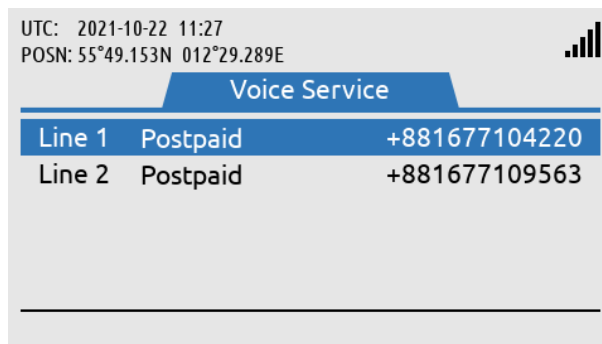 UTC: 2021-10-22 11:27
POSN: 55°49.153N 012°29.289E
Voice Service
Line 1 Postpaid +881677104220
Line 2 Postpaid +881677109563